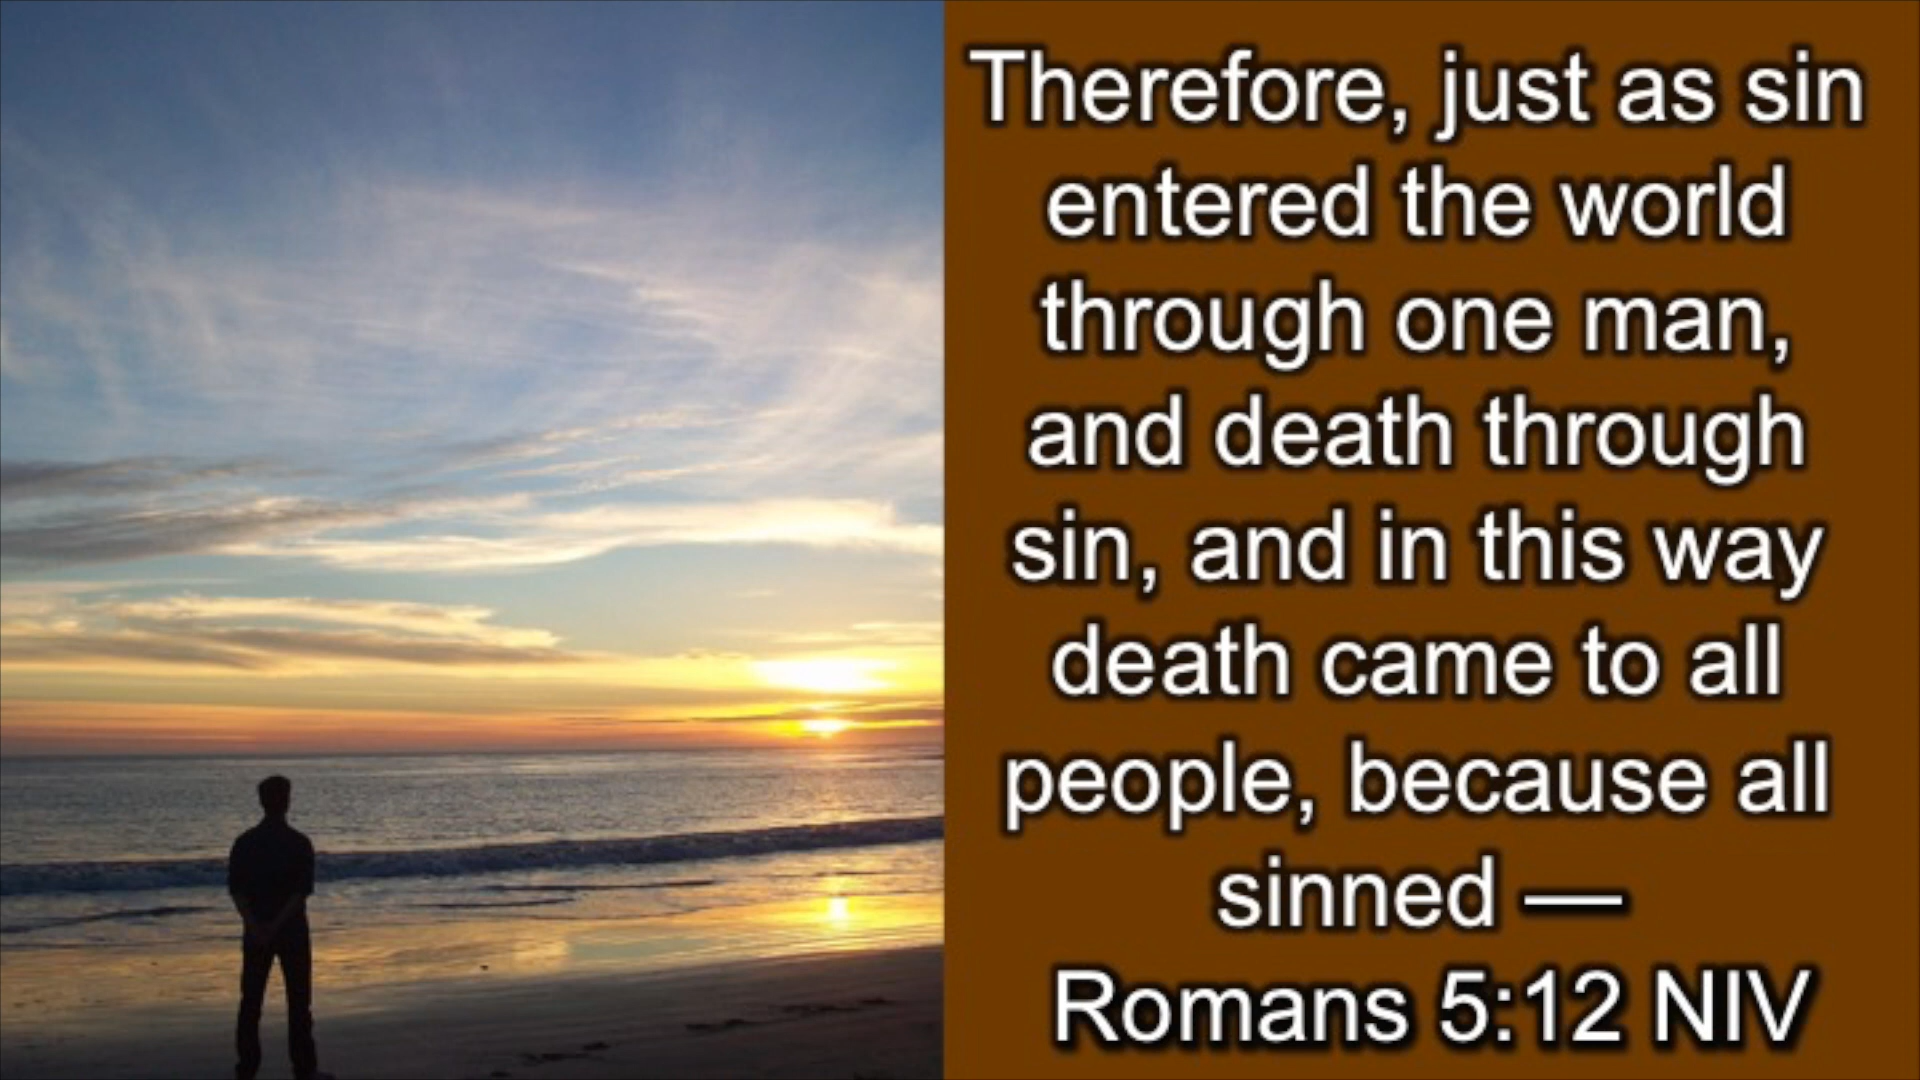 Therefore, just as sin
entered the world
through one man,
and death through
sin, and in this way
death came to all
people, because all
sinned —
Romans 5:12 NIV